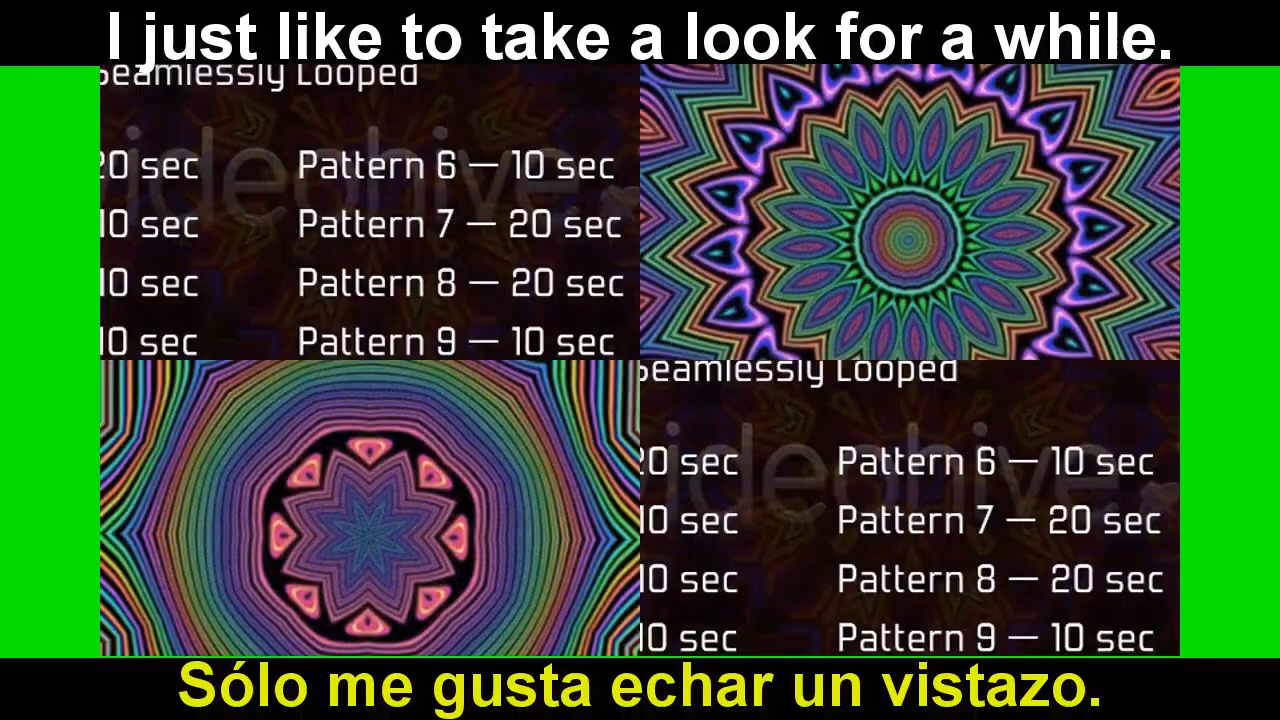 I just like to take a look for a while.
Seamlessly Looped
videohive
20 sec Pattern 6 — 10 sec
10 sec Pattern 7 — 20 sec
10 sec Pattern 8 — 20 sec
10 sec Pattern 9 — 10 sec
Seamlessly Looped
videohive
20 sec Pattern 6 — 10 sec
10 sec Pattern 7 — 20 sec
10 sec Pattern 8 — 20 sec
10 sec Pattern 9 — 10 sec
Sólo me gusta echar un vistazo.